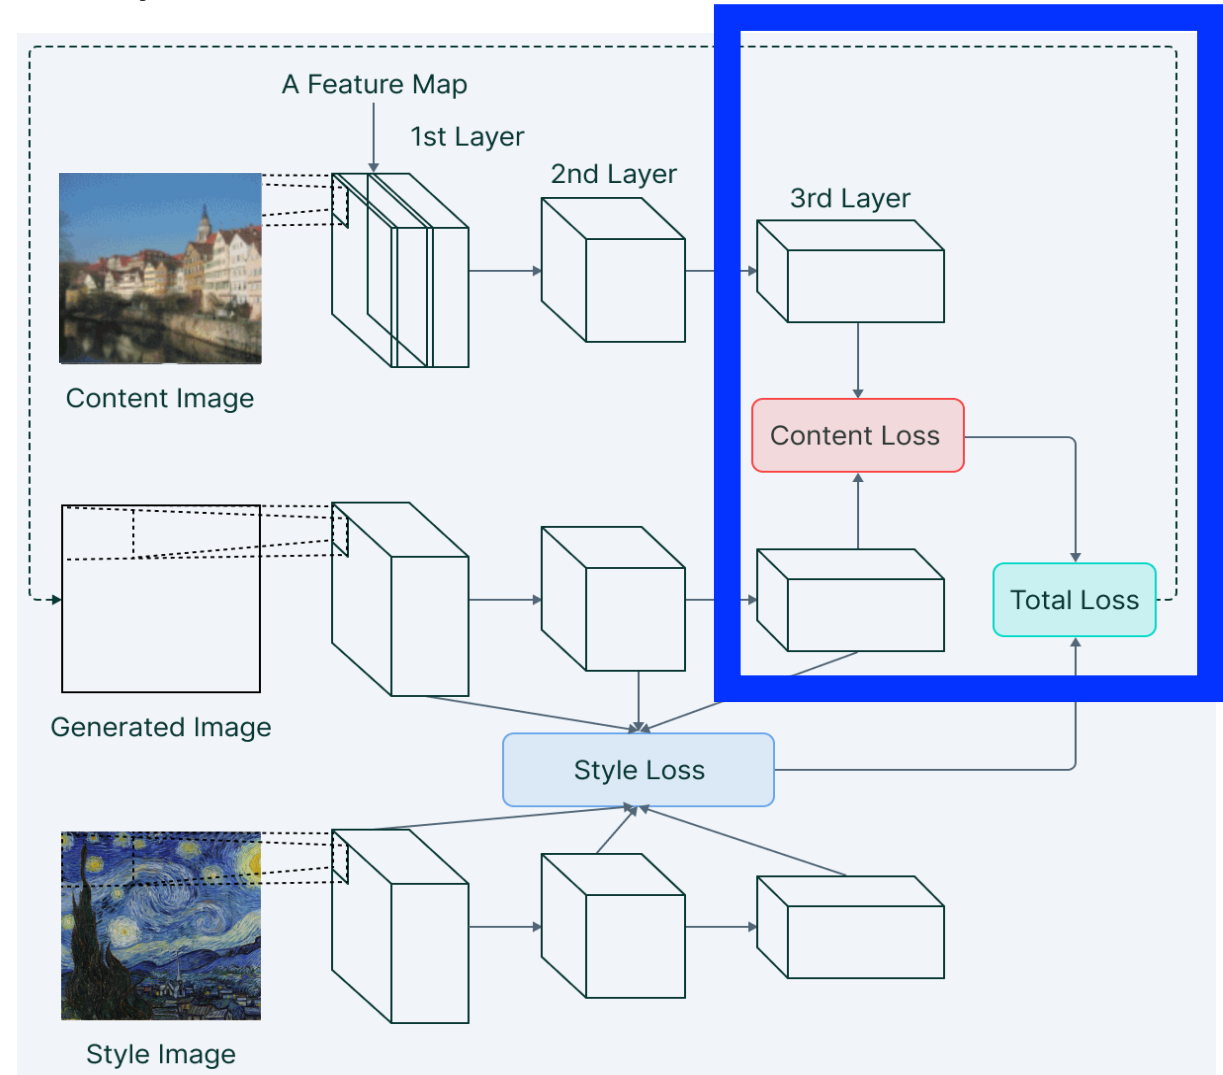 A Feature Map
1st Layer
2nd Layer
3rd Layer
Content Image
Content Loss
Total Loss
Generated Image
Style Loss
Style Image